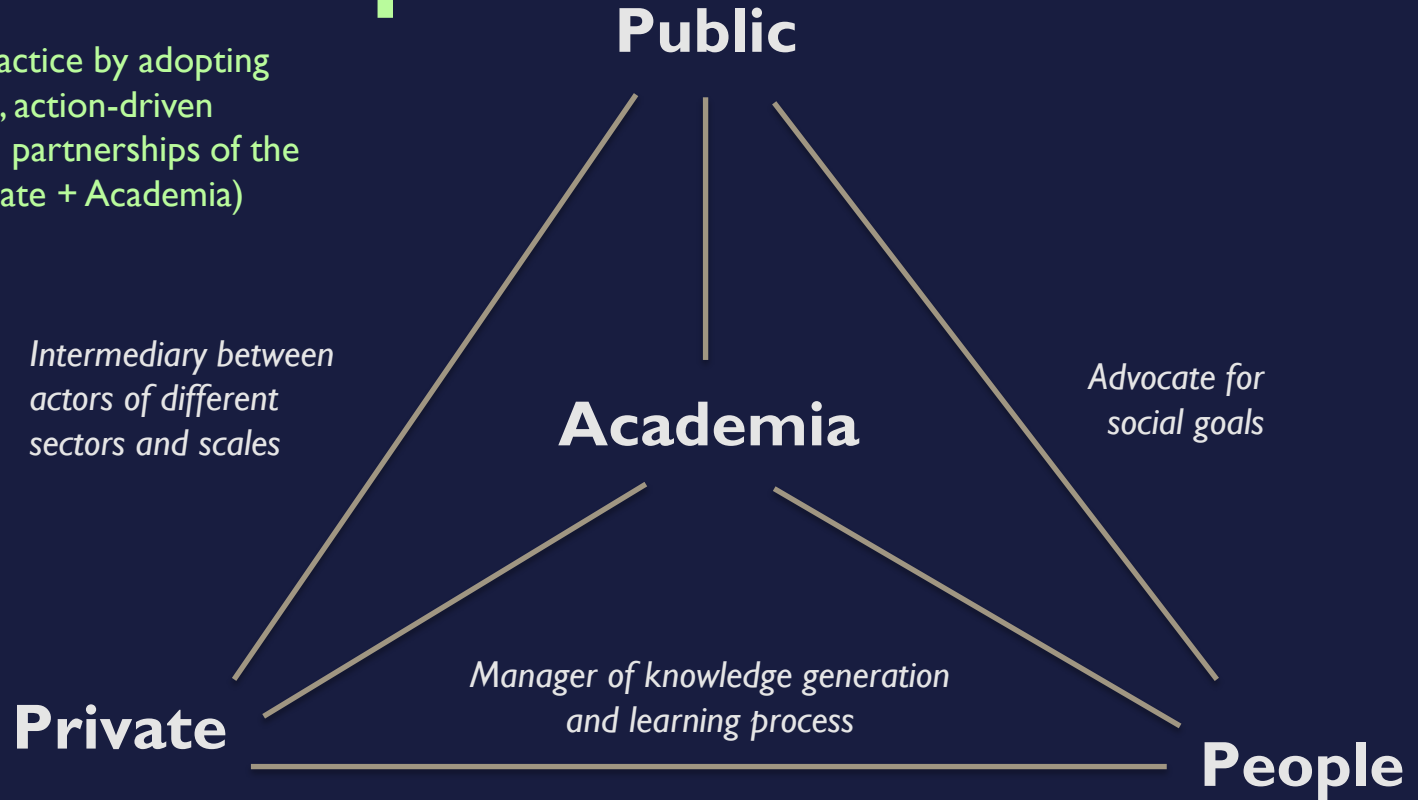 Public
actice by adopting
, action-driven
partnerships of the
ate + Academia)
Intermediary between
actors of different
sectors and scales
Advocate for
social goals
Academia
Manager of knowledge generation
and learning process
Private
People